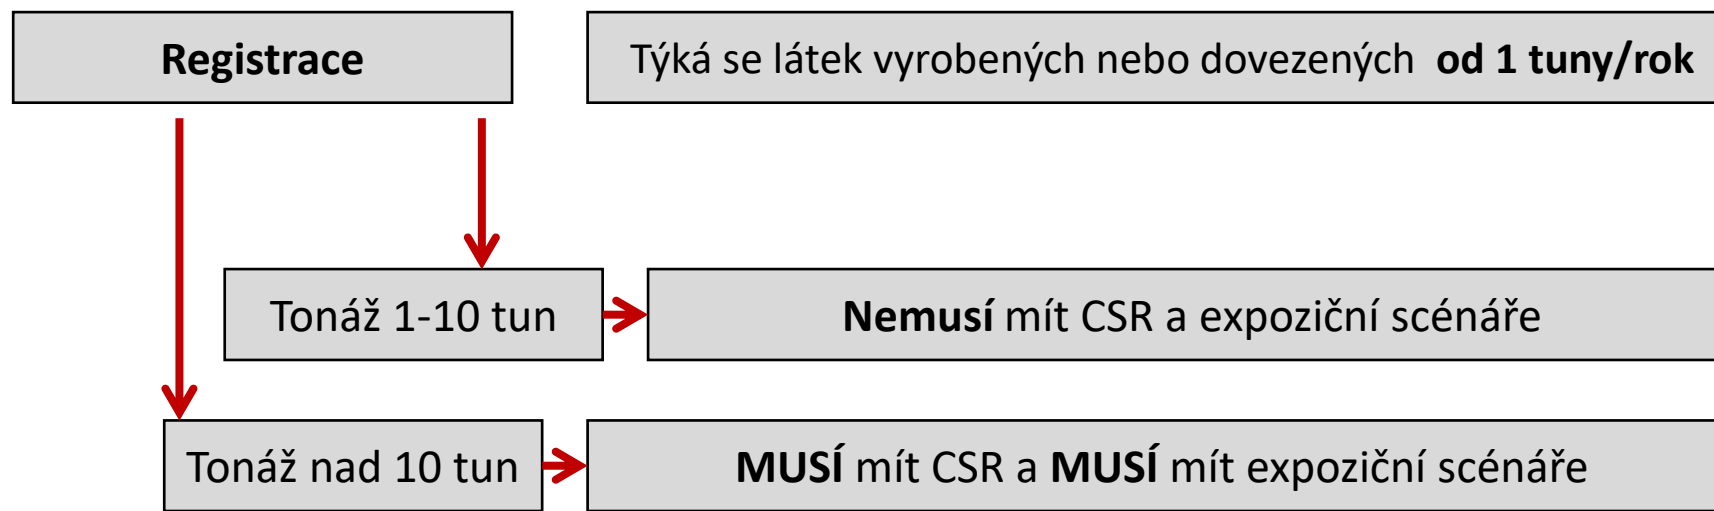 Registrace
Týká se látek vyrobených nebo dovezených od 1 tuny/rok
Tonáž 1-10 tun
Nemusí mít CSR a expoziční scénáře
Tonáž nad 10 tun
MUSÍ mít CSR a MUSÍ mít expoziční scénáře